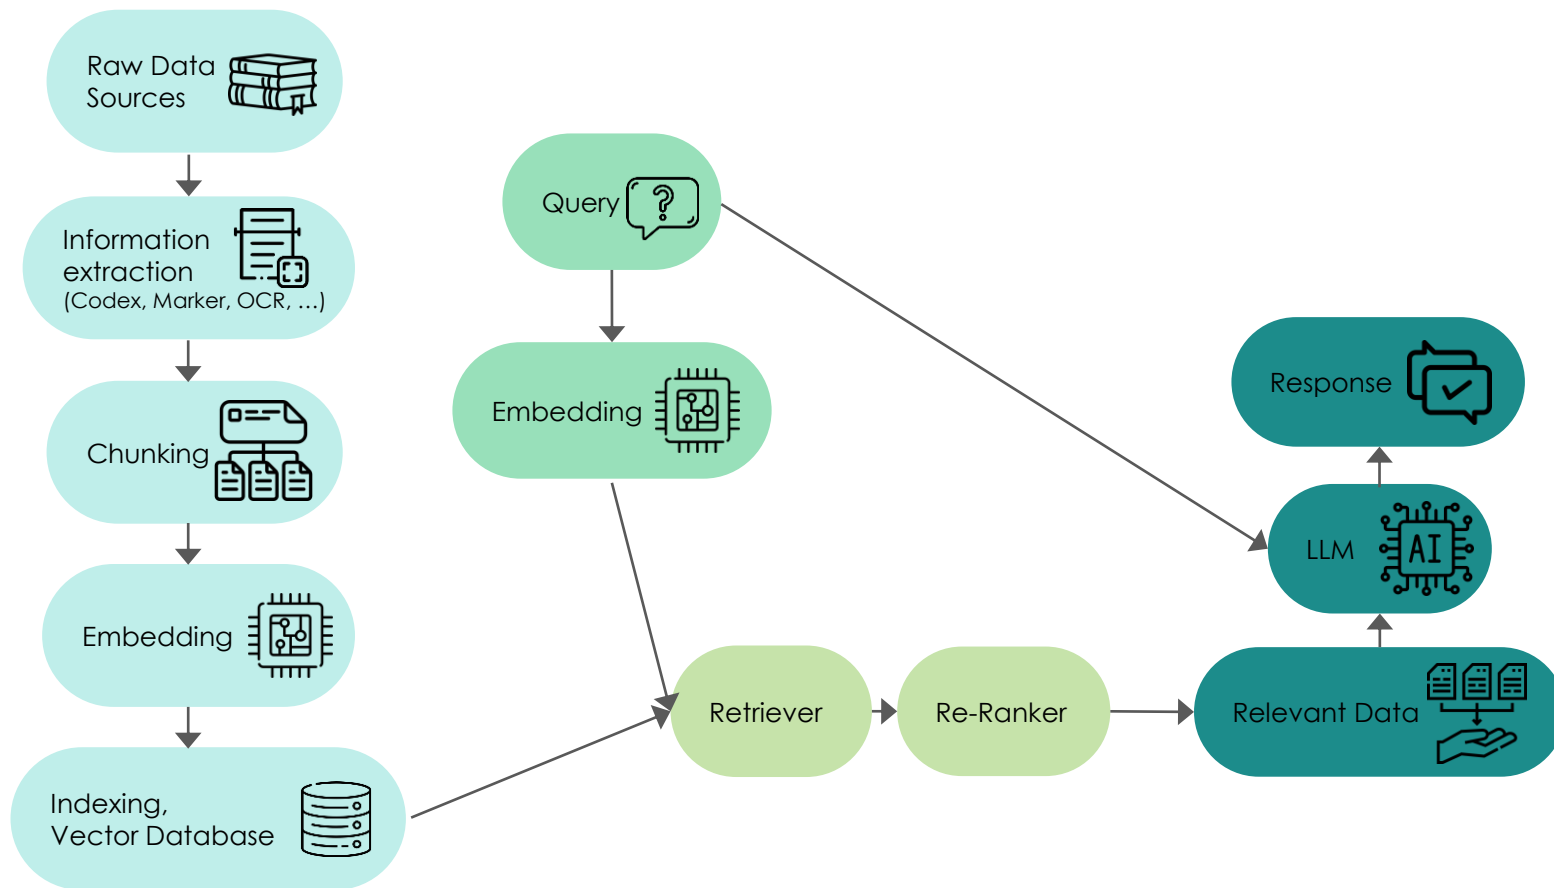 Raw Data
Sources
Information
extraction
(Codex, Marker, OCR, ...)
Chunking
Embedding
Indexing,
Vector Database
Query
?
Embedding
Retriever
Re-Ranker
Relevant Data
LLM
AI
Response